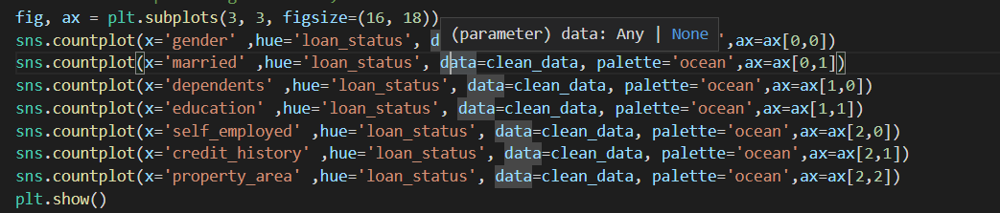 fig, ax = plt.subplots(3, 3, figsize=(16, 18))
sns.countplot(x='gender' ,hue='loan_status', d ',ax=ax[0,0])
(parameter) data: Any | None
sns.countplot(x='married' ,hue='loan_status', data=clean_data, palette='ocean',ax=ax[0,1])
sns.countplot(x='dependents' ,hue='loan_status', data=clean_data, palette='ocean',ax=ax[1,0])
sns.countplot(x='education' ,hue='loan_status', data=clean_data, palette='ocean',ax=ax[1,1])
sns.countplot(x='self_employed' ,hue='loan_status', data=clean_data, palette='ocean',ax=ax[2,0])
sns.countplot(x='credit_history' ,hue='loan_status', data=clean_data, palette='ocean',ax=ax[2,1])
sns.countplot(x='property_area' ,hue='loan_status', data=clean_data, palette='ocean',ax=ax[2,2])
plt.show()